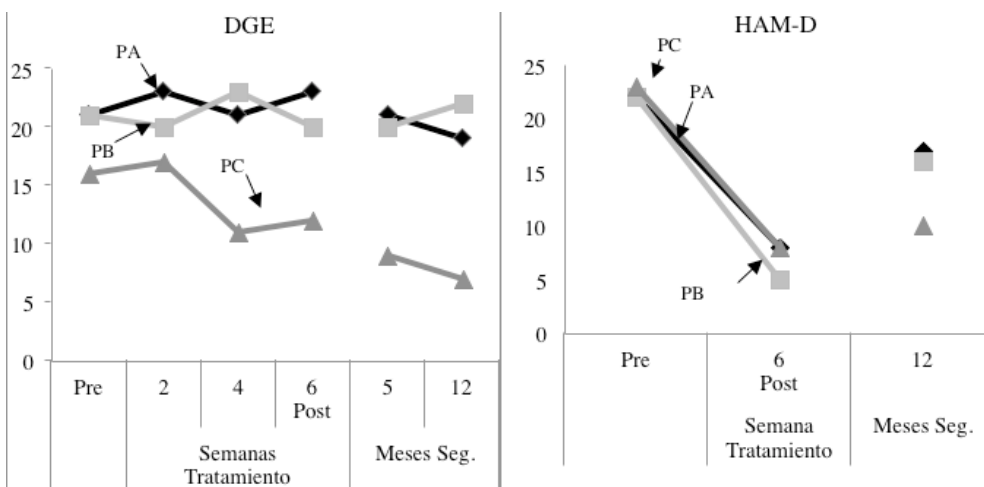 DGE
PA
25
20
15
10
5
0
PB
PC
Pre
2
4
6
Post
5
12
Semanas
Tratamiento
Meses Seg.
HAM-D
PC
PA
25
20
15
10
5
0
PB
Pre
6
Post
12
Semana
Tratamiento
Meses Seg.